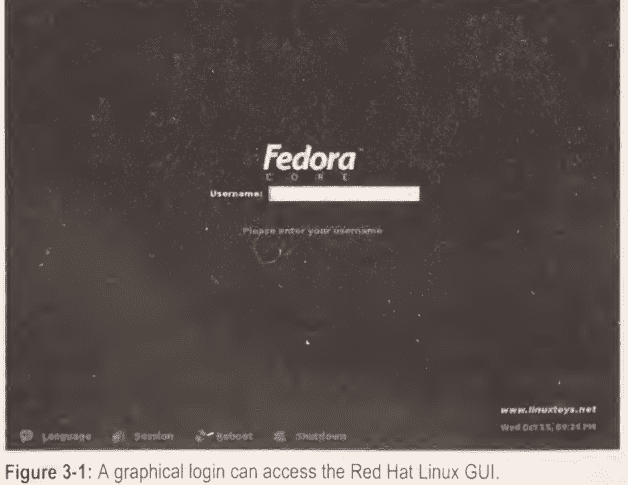 Fedora
CORE
Username:
Please enter your username
www.linuxtoys.net
Wed Oct 15, 09:24 PM
Language Session Reboot Shutdown
Figure 3-1: A graphical login can access the Red Hat Linux GUI.